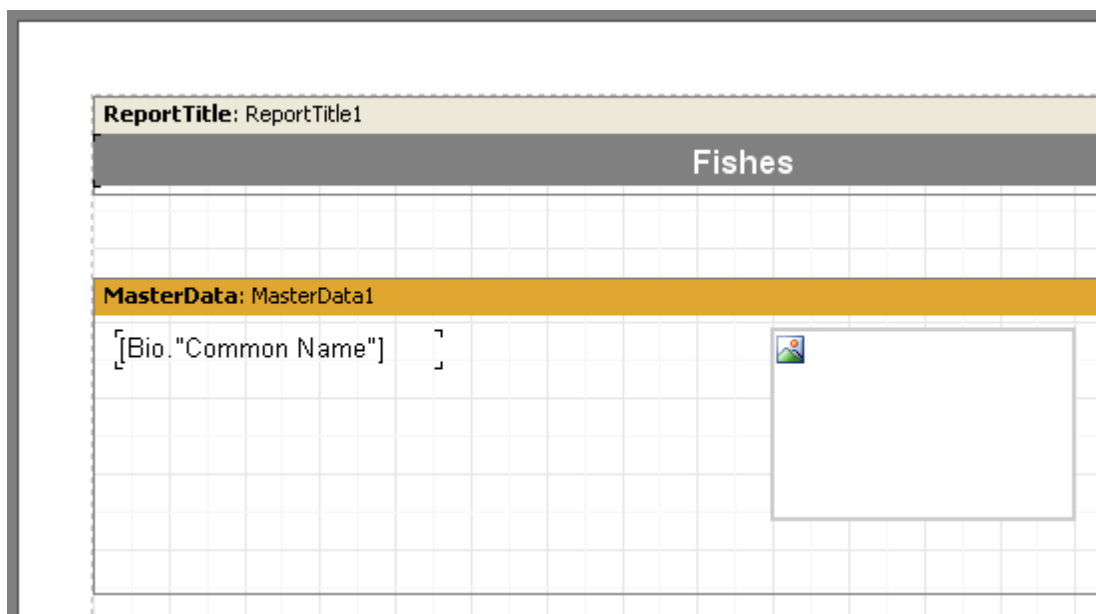 ReportTitle: ReportTitle1
Fishes
MasterData: MasterData1
[Bio."Common Name"]